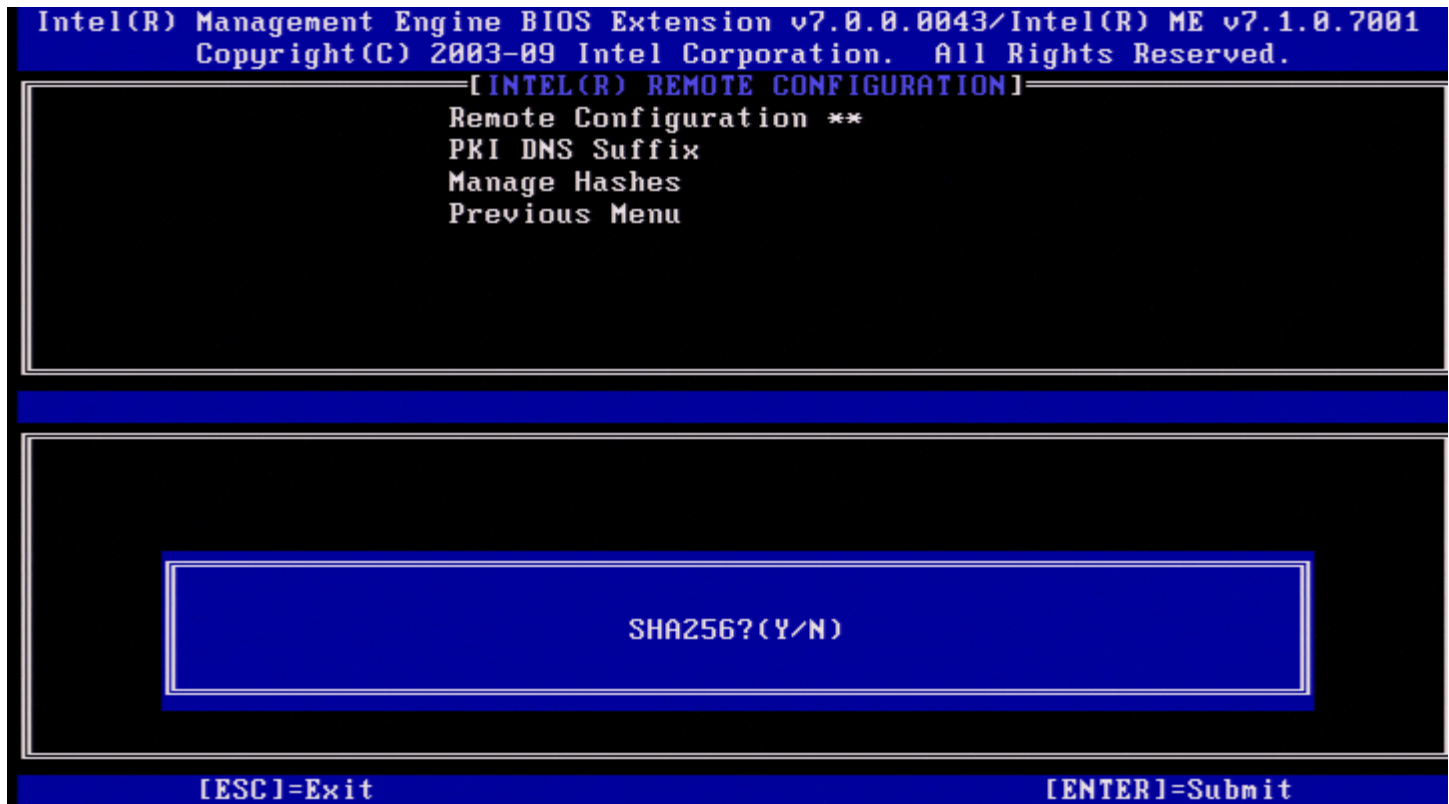 Intel(R) Management Engine BIOS Extension v7.0.0.0043/Intel(R) ME v7.1.0.7001
Copyright(C) 2003-09 Intel Corporation. All Rights Reserved.
[INTEL(R) REMOTE CONFIGURATION]
Remote Configuration **
PKI DNS Suffix
Manage Hashes
Previous Menu
SHA256?(Y/N)
[ESC]=Exit [ENTER]=Submit